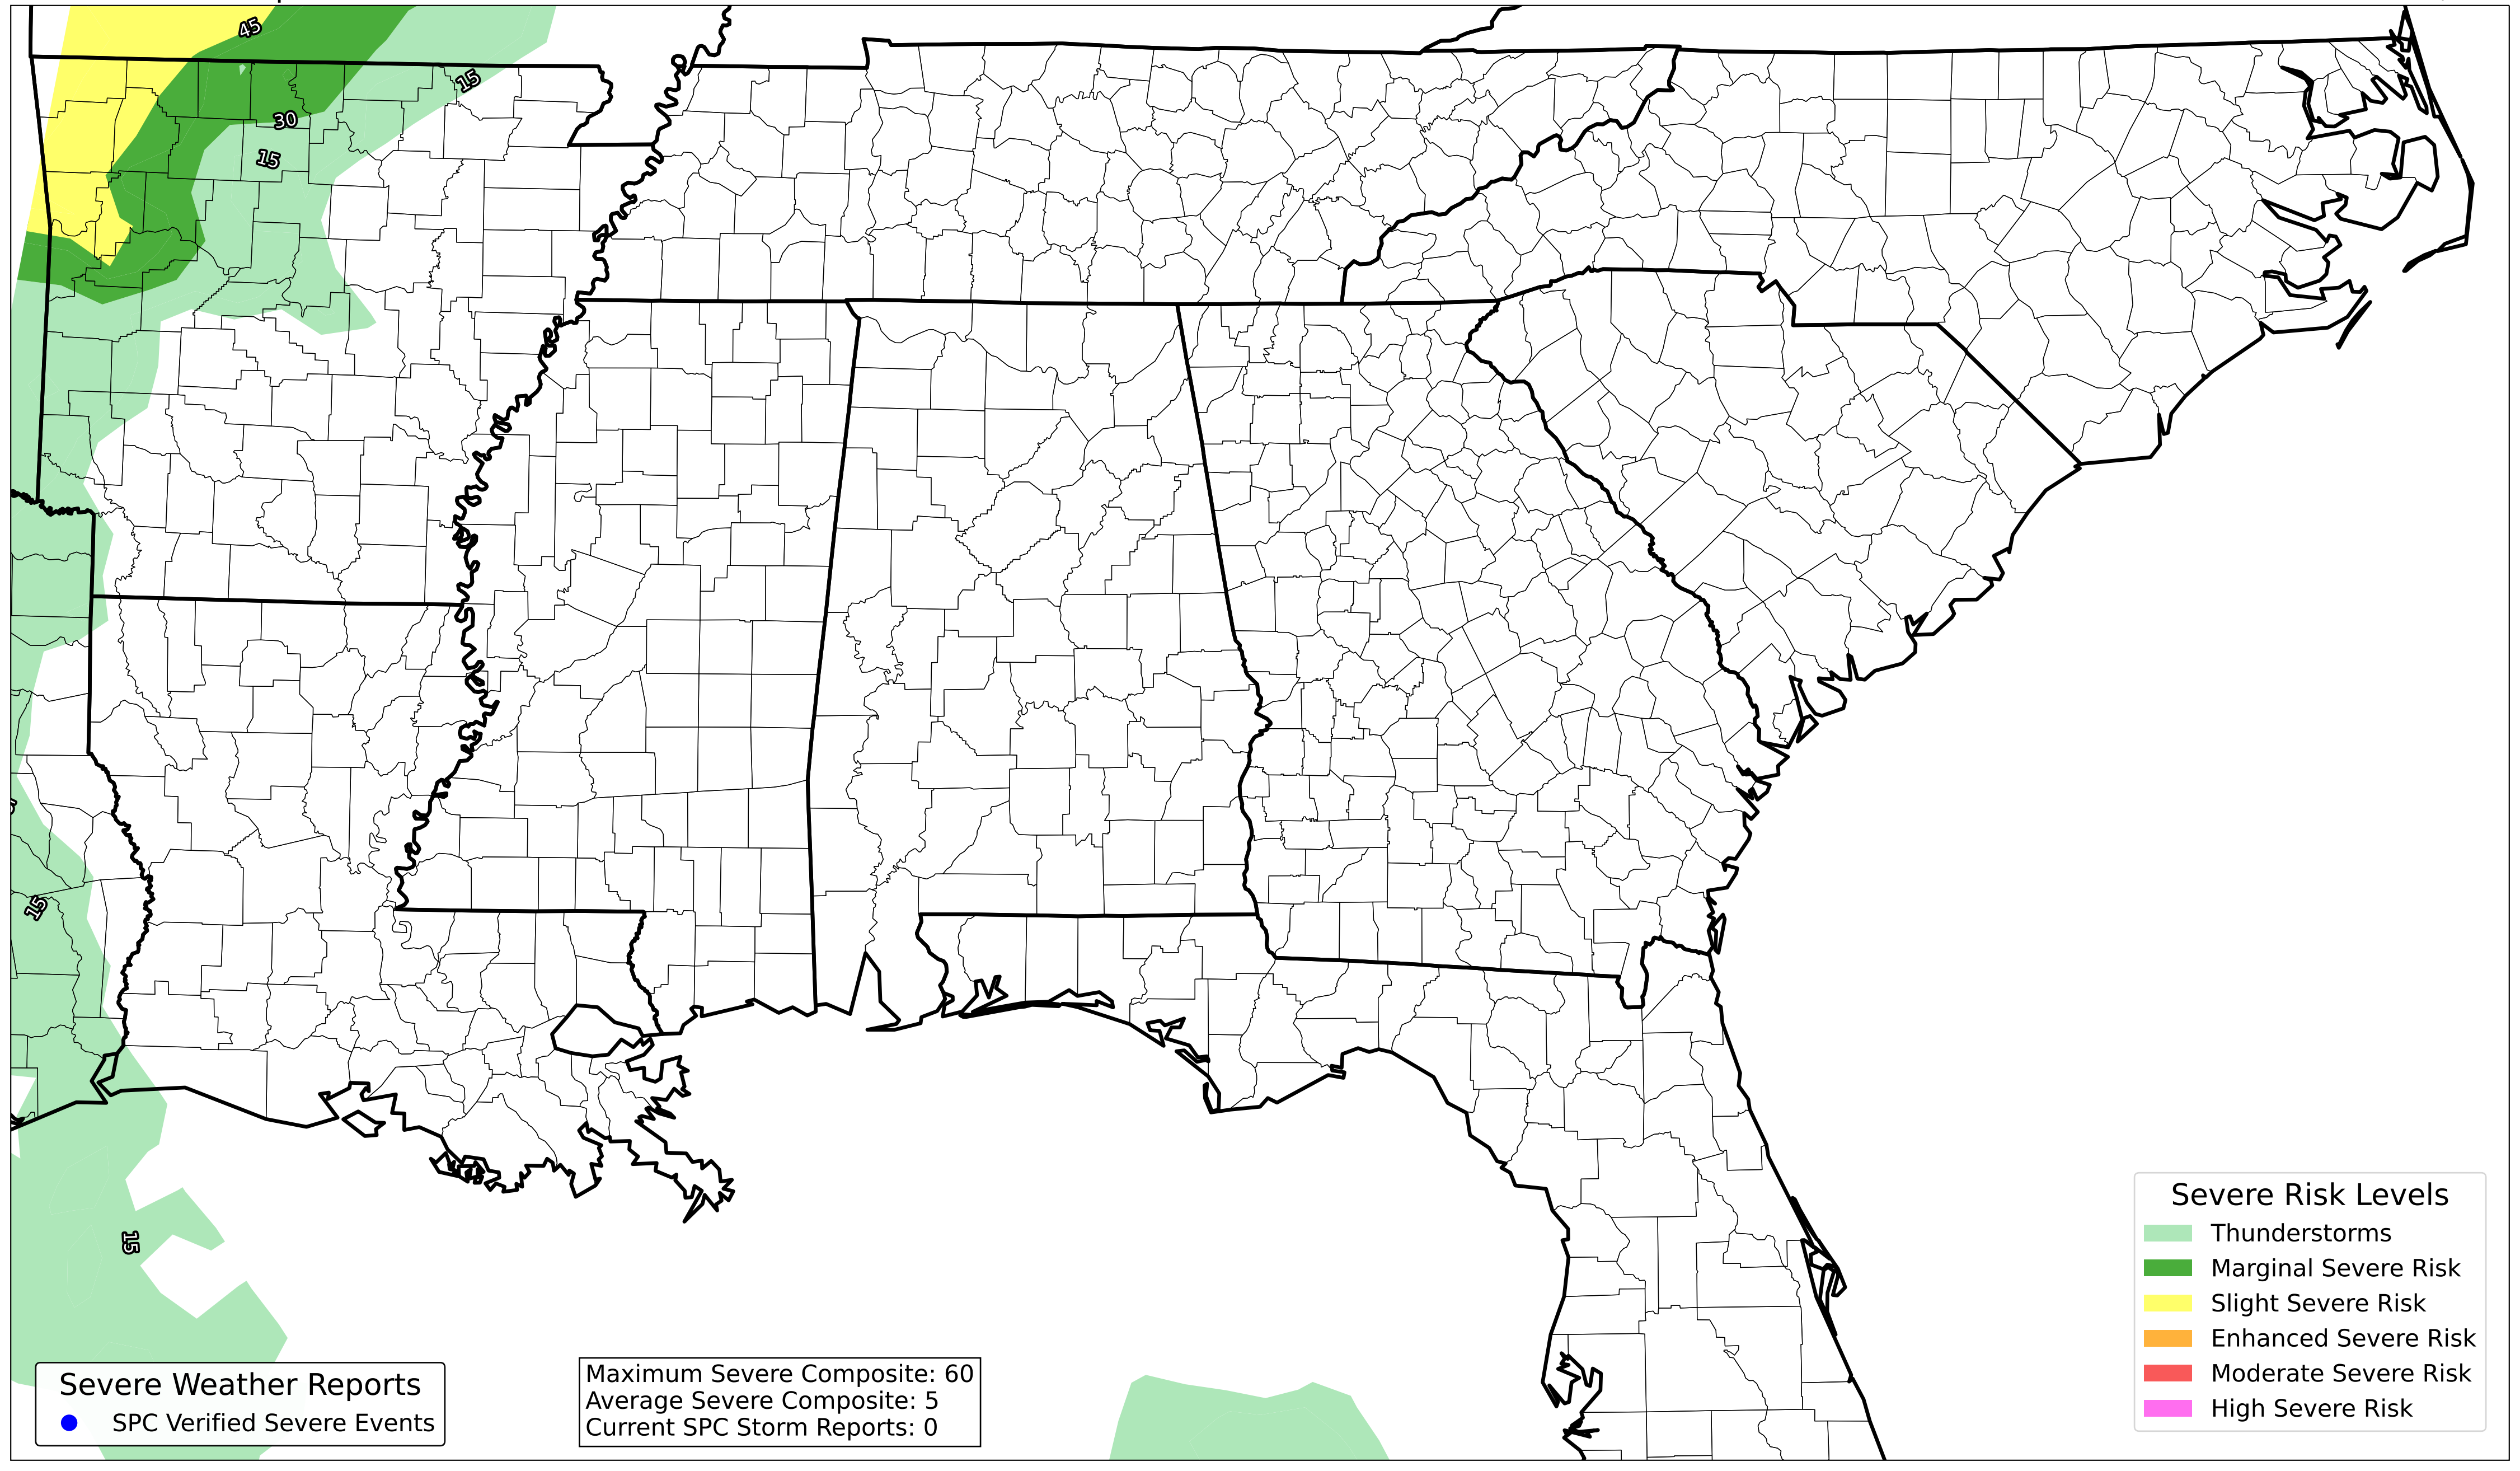 45
15
30
15
15
15
Severe Risk Levels
Thunderstorms
Marginal Severe Risk
Slight Severe Risk
Enhanced Severe Risk
Moderate Severe Risk
High Severe Risk
Maximum Severe Composite: 60
Average Severe Composite: 5
Current SPC Storm Reports: 0
Severe Weather Reports
SPC Verified Severe Events